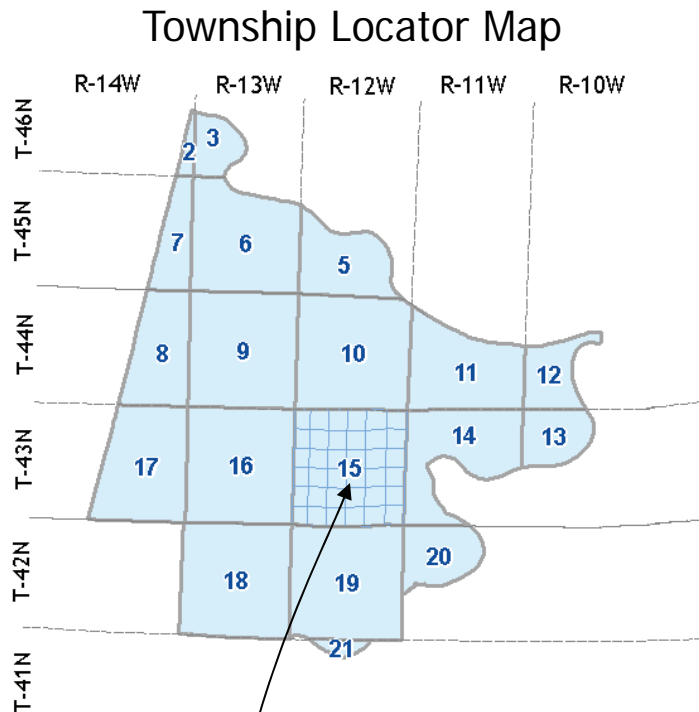 Township Locator Map
R-14W R-13W R-12W R-11W R-10W
T-46N
2 3
T-45N
7 6 5
T-44N
8 9 10 11 12
T-43N
17 16 15 14 13
T-42N
18 19 20
T-41N
21